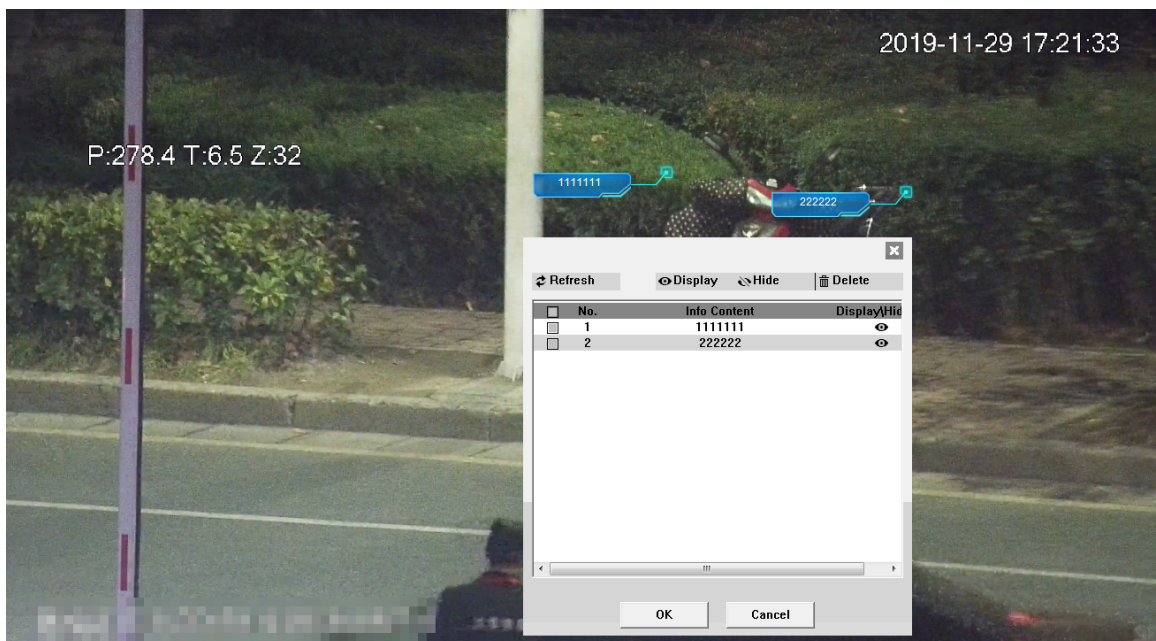 2019-11-29 17:21:33
P:278.4 T:6.5 Z:32
1111111
222222
Refresh Display Hide Delete
No. Info Content Display\Hid
1 1111111
2 222222
OK Cancel